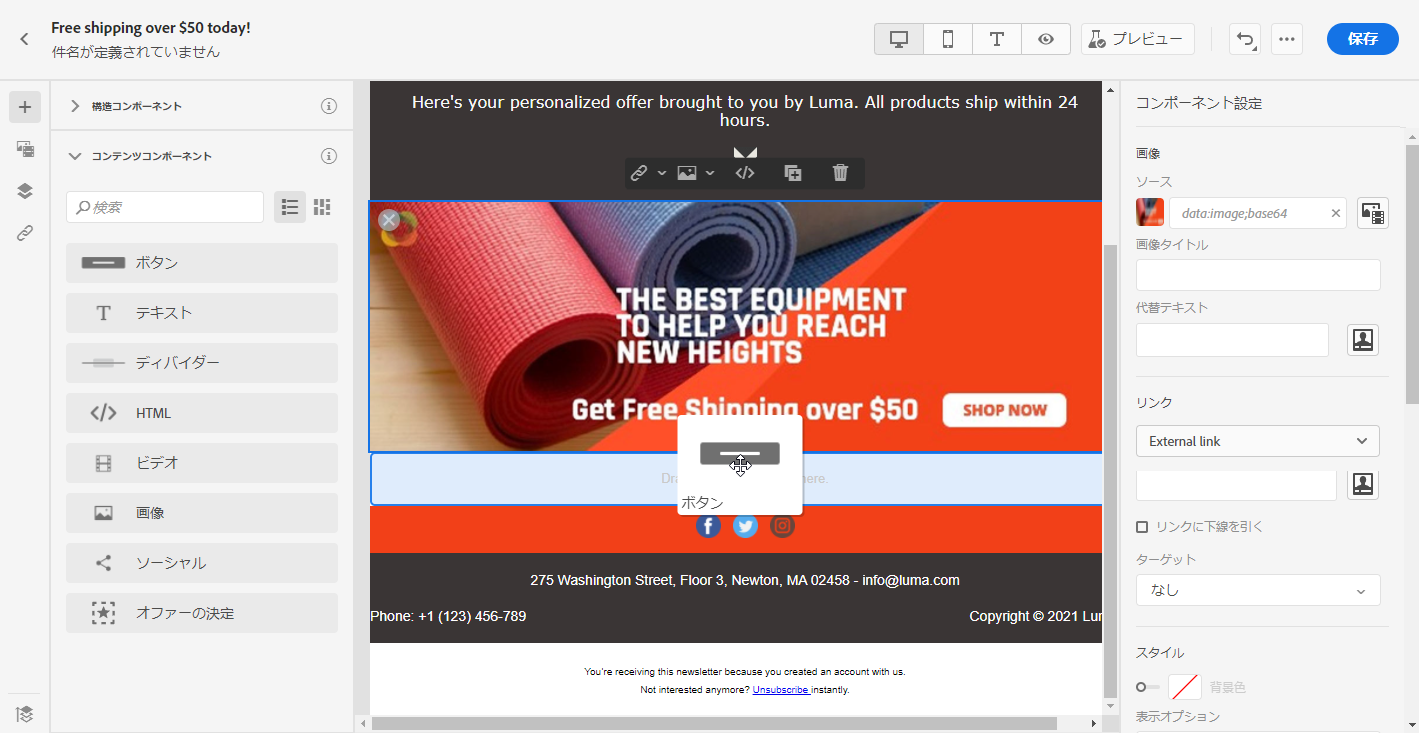 Free shipping over $50 today!
件名が定義されていません
プレビュー
保存
構造コンポーネント
コンテンツコンポーネント
検索
ボタン
テキスト
ディバイダー
HTML
ビデオ
画像
ソーシャル
オファーの決定
Here's your personalized offer brought to you by Luma. All products ship within 24
hours.
THE BEST EQUIPMENT
TO HELP YOU REACH
NEW HEIGHTS
Get Free Shipping over $50
SHOP NOW
Dra
here.
ボタン
275 Washington Street, Floor 3, Newton, MA 02458 - info@luma.com
Phone: +1 (123) 456-789
Copyright © 2021 Lur
You're receiving this newsletter because you created an account with us.
Not interested anymore? Unsubscribe instantly.
コンポーネント設定
画像
ソース
data:image;base64
画像タイトル
代替テキスト
リンク
External link
リンクに下線を引く
ターゲット
なし
スタイル
背景色
表示オプション